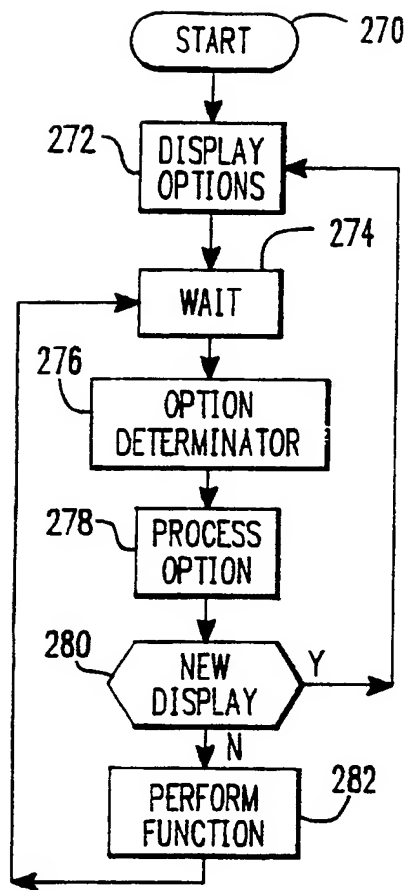 START
270
272
DISPLAY
OPTIONS
274
WAIT
276
OPTION
DETERMINATOR
278
PROCESS
OPTION
280
NEW
DISPLAY
Y
N
282
PERFORM
FUNCTION